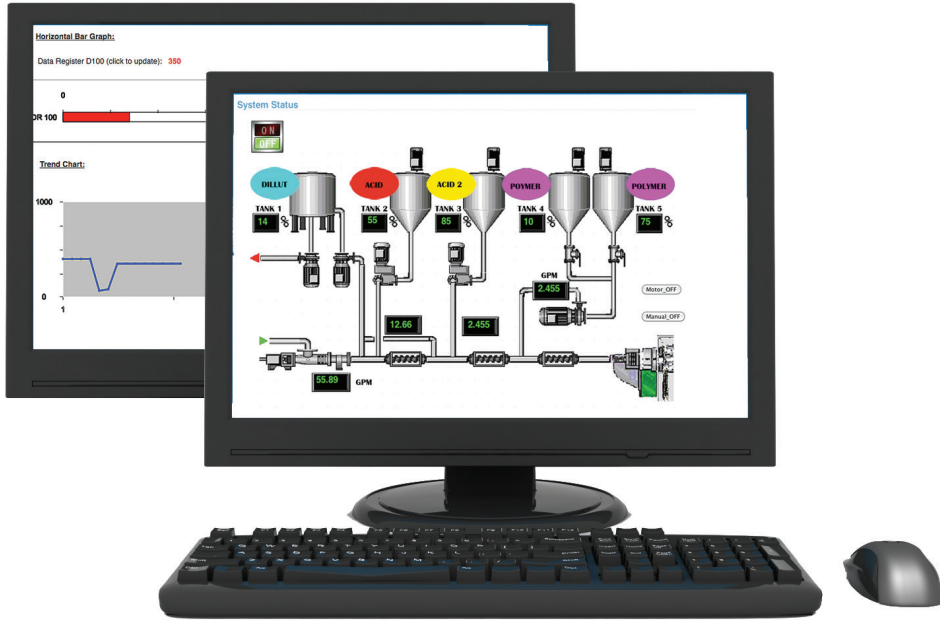 Horizontal Bar Graph:
Data Register D100 (click to update): 350
0
OR 100
Trend Chart:
1000
0
1
System Status
ON
OFF
DILLUT
ACID
ACID 2
POYMER
POLYMER
TANK 1
TANK 2
TANK 3
TANK 4
TANK 5
14 %
55 %
85 %
10 %
75 %
GPM
2.455
Motor_OFF
12.66
2.455
Manual_OFF
55.89 GPM